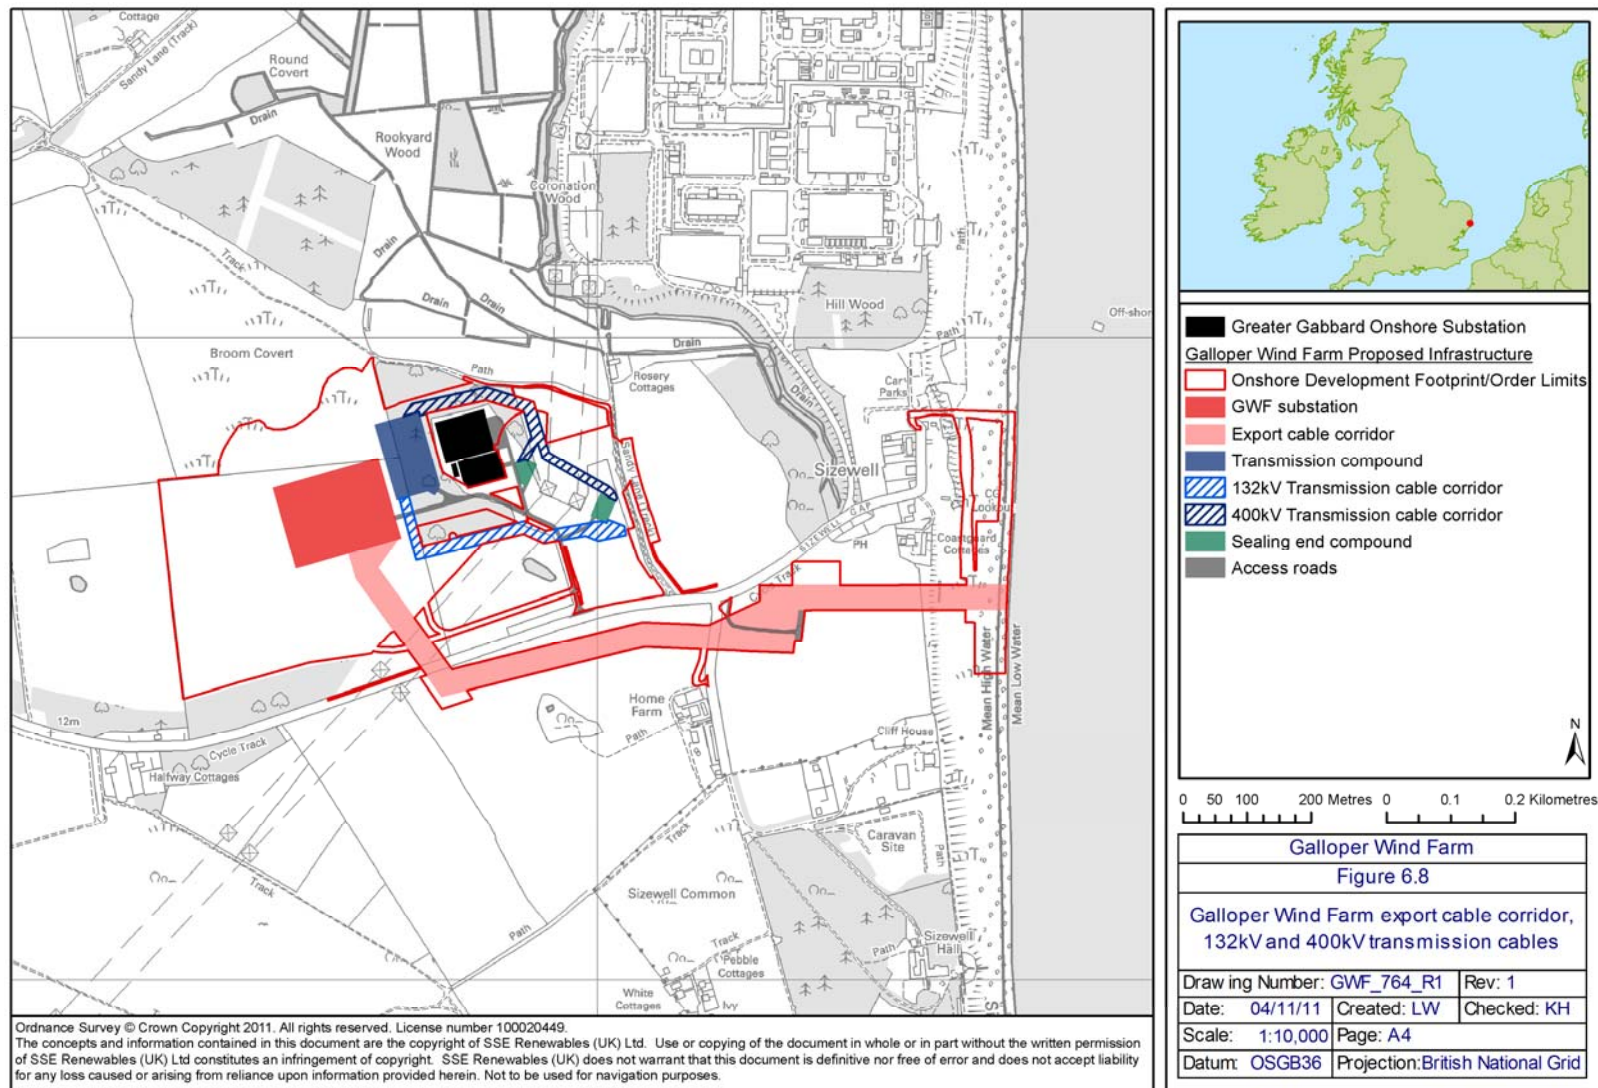 Cottage
Sandy Lane (Track)
Round
Covert
Drain
Rookyard
Wood
Coronation
Wood
Drain
Track
Drain
Drain
Path
Hill Wood
Path
Off-shor
Drain
Broom Covert
Path
Rosery
Cottages
Drain
Car
Parks
Sizewell
Sandy Lane (Track)
CG
Lookout
SIZEWELL GAP
PH
Coastguard
Cottages
Cycle Track
Mean High Water
Mean Low Water
Home
Farm
Path
12m
Cycle Track
Halfway Cottages
Cliff House
Track
Caravan
Site
Path
Track
Sizewell Common
Path
Track
Pebble
Cottages
Path
Sizewell
Hall
White
Cottages
Ivy
Greater Gabbard Onshore Substation
Galloper Wind Farm Proposed Infrastructure
Onshore Development Footprint/Order Limits
GWF substation
Export cable corridor
Transmission compound
132kV Transmission cable corridor
400kV Transmission cable corridor
Sealing end compound
Access roads
N
0 50 100 200 Metres 0 0.1 0.2 Kilometres
Galloper Wind Farm
Figure 6.8
Galloper Wind Farm export cable corridor,
132kV and 400kV transmission cables
Drawing Number: GWF_764_R1 Rev: 1
Date: 04/11/11 Created: LW Checked: KH
Scale: 1:10,000 Page: A4
Datum: OSGB36 Projection: British National Grid
Ordnance Survey © Crown Copyright 2011. All rights reserved. License number 100020449.
The concepts and information contained in this document are the copyright of SSE Renewables (UK) Ltd. Use or copying of the document in whole or in part without the written permission
of SSE Renewables (UK) Ltd constitutes an infringement of copyright. SSE Renewables (UK) does not warrant that this document is definitive nor free of error and does not accept liability
for any loss caused or arising from reliance upon information provided herein. Not to be used for navigation purposes.